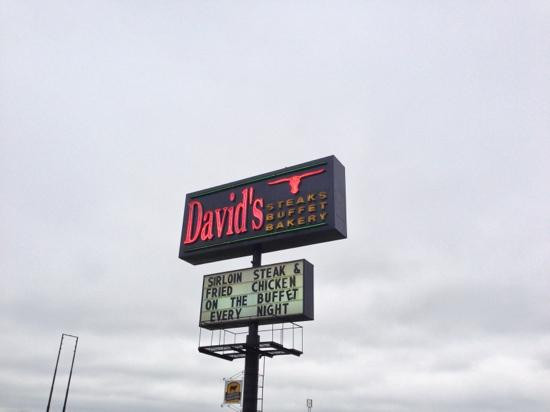 David's
STEAKS
BUFFET
BAKERY
SIRLOIN STEAK &
FRIED CHICKEN
ON THE BUFFET
EVERY NIGHT